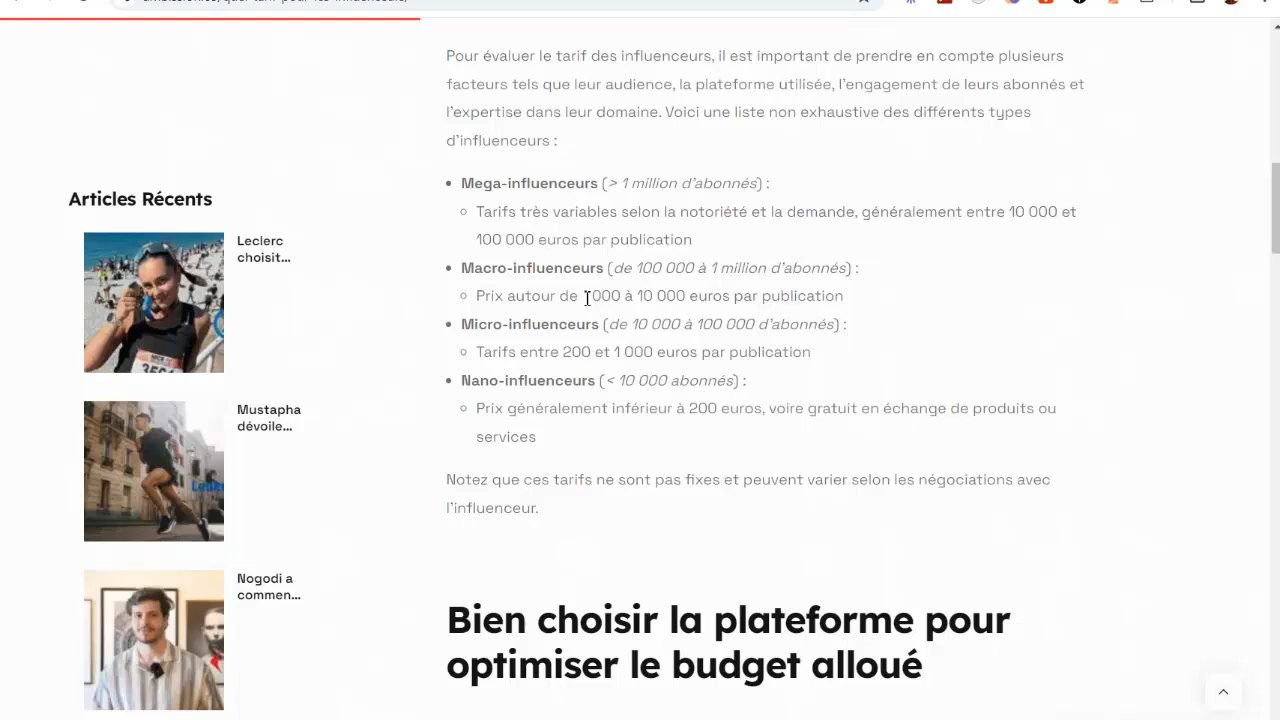 Pour évaluer le tarif des influenceurs, il est important de prendre en compte plusieurs
facteurs tels que leur audience, la plateforme utilisée, l'engagement de leurs abonnés et
l'expertise dans leur domaine. Voici une liste non exhaustive des différents types
d'influenceurs :
Articles Récents
Leclerc
choisit...
Mustapha
dévoile...
Nogodi a
commen...
• Mega-influenceurs (> 1 million d'abonnés) :
○ Tarifs très variables selon la notoriété et la demande, généralement entre 10 000 et
100 000 euros par publication
• Macro-influenceurs (de 100 000 à 1 million d'abonnés) :
○ Prix autour de 000 à 10 000 euros par publication
• Micro-influenceurs (de 10 000 à 100 000 d'abonnés) :
○ Tarifs entre 200 et 1 000 euros par publication
• Nano-influenceurs (< 10 000 abonnés) :
○ Prix généralement inférieur à 200 euros, voire gratuit en échange de produits ou
services
Notez que ces tarifs ne sont pas fixes et peuvent varier selon les négociations avec
l'influenceur.
Bien choisir la plateforme pour
optimiser le budget alloué